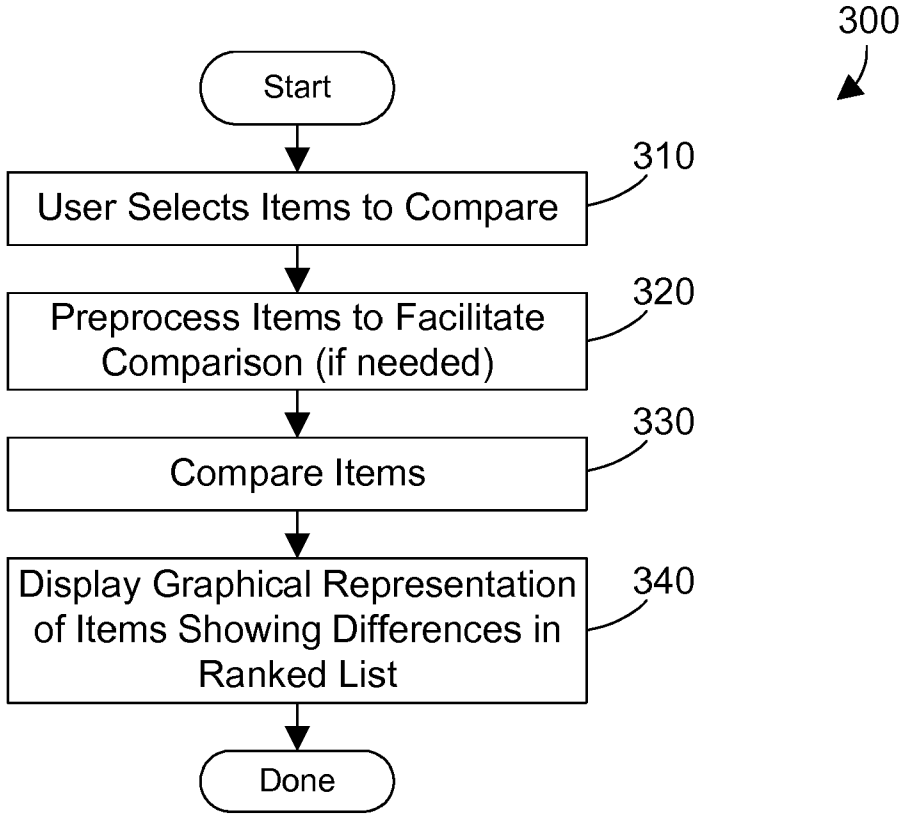 300
Start
310
User Selects Items to Compare
320
Preprocess Items to Facilitate
Comparison (if needed)
330
Compare Items
340
Display Graphical Representation
of Items Showing Differences in
Ranked List
Done